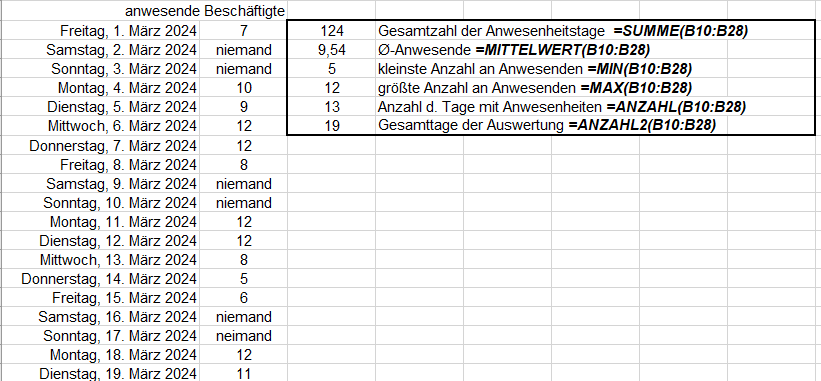 anwesende Beschäftigte
Freitag, 1. März 2024 7 124 Gesamtzahl der Anwesenheitstage =SUMME(B10:B28)
Samstag, 2. März 2024 niemand 9,54 Ø-Anwesende =MITTELWERT(B10:B28)
Sonntag, 3. März 2024 niemand 5 kleinste Anzahl an Anwesenden =MIN(B10:B28)
Montag, 4. März 2024 10 12 größte Anzahl an Anwesenden =MAX(B10:B28)
Dienstag, 5. März 2024 9 13 Anzahl d. Tage mit Anwesenheiten =ANZAHL(B10:B28)
Mittwoch, 6. März 2024 12 19 Gesamttage der Auswertung =ANZAHL2(B10:B28)
Donnerstag, 7. März 2024 12
Freitag, 8. März 2024 8
Samstag, 9. März 2024 niemand
Sonntag, 10. März 2024 niemand
Montag, 11. März 2024 12
Dienstag, 12. März 2024 12
Mittwoch, 13. März 2024 8
Donnerstag, 14. März 2024 5
Freitag, 15. März 2024 6
Samstag, 16. März 2024 niemand
Sonntag, 17. März 2024 neimand
Montag, 18. März 2024 12
Dienstag, 19. März 2024 11